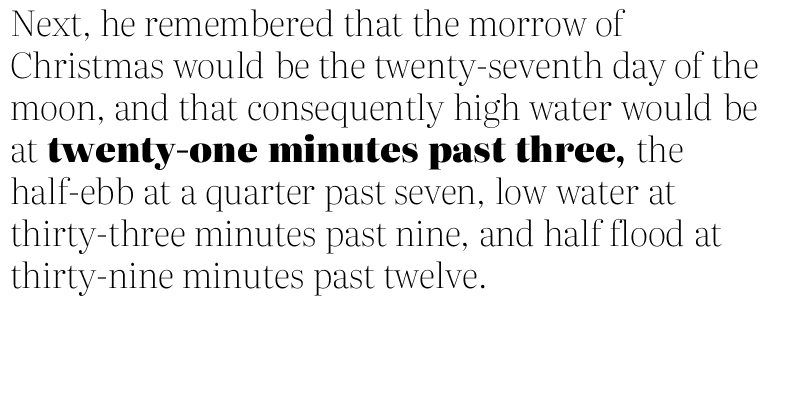 Next, he remembered that the morrow of
Christmas would be the twenty-seventh day of the
moon, and that consequently high water would be
at twenty-one minutes past three, the
half-ebb at a quarter past seven, low water at
thirty-three minutes past nine, and half flood at
thirty-nine minutes past twelve.